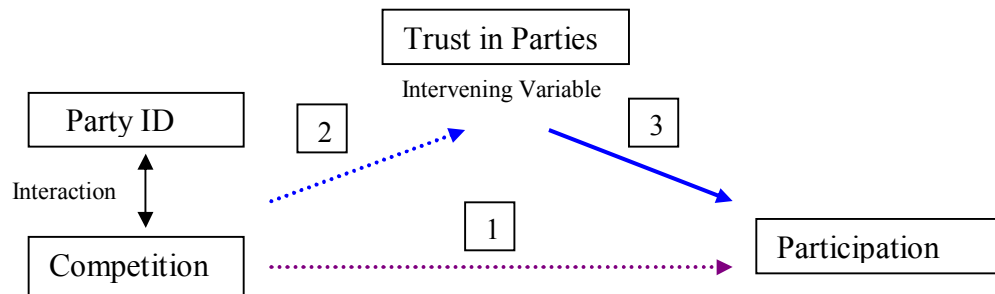 Trust in Parties
Intervening Variable
Party ID
2
3
Interaction
1
Competition
Participation